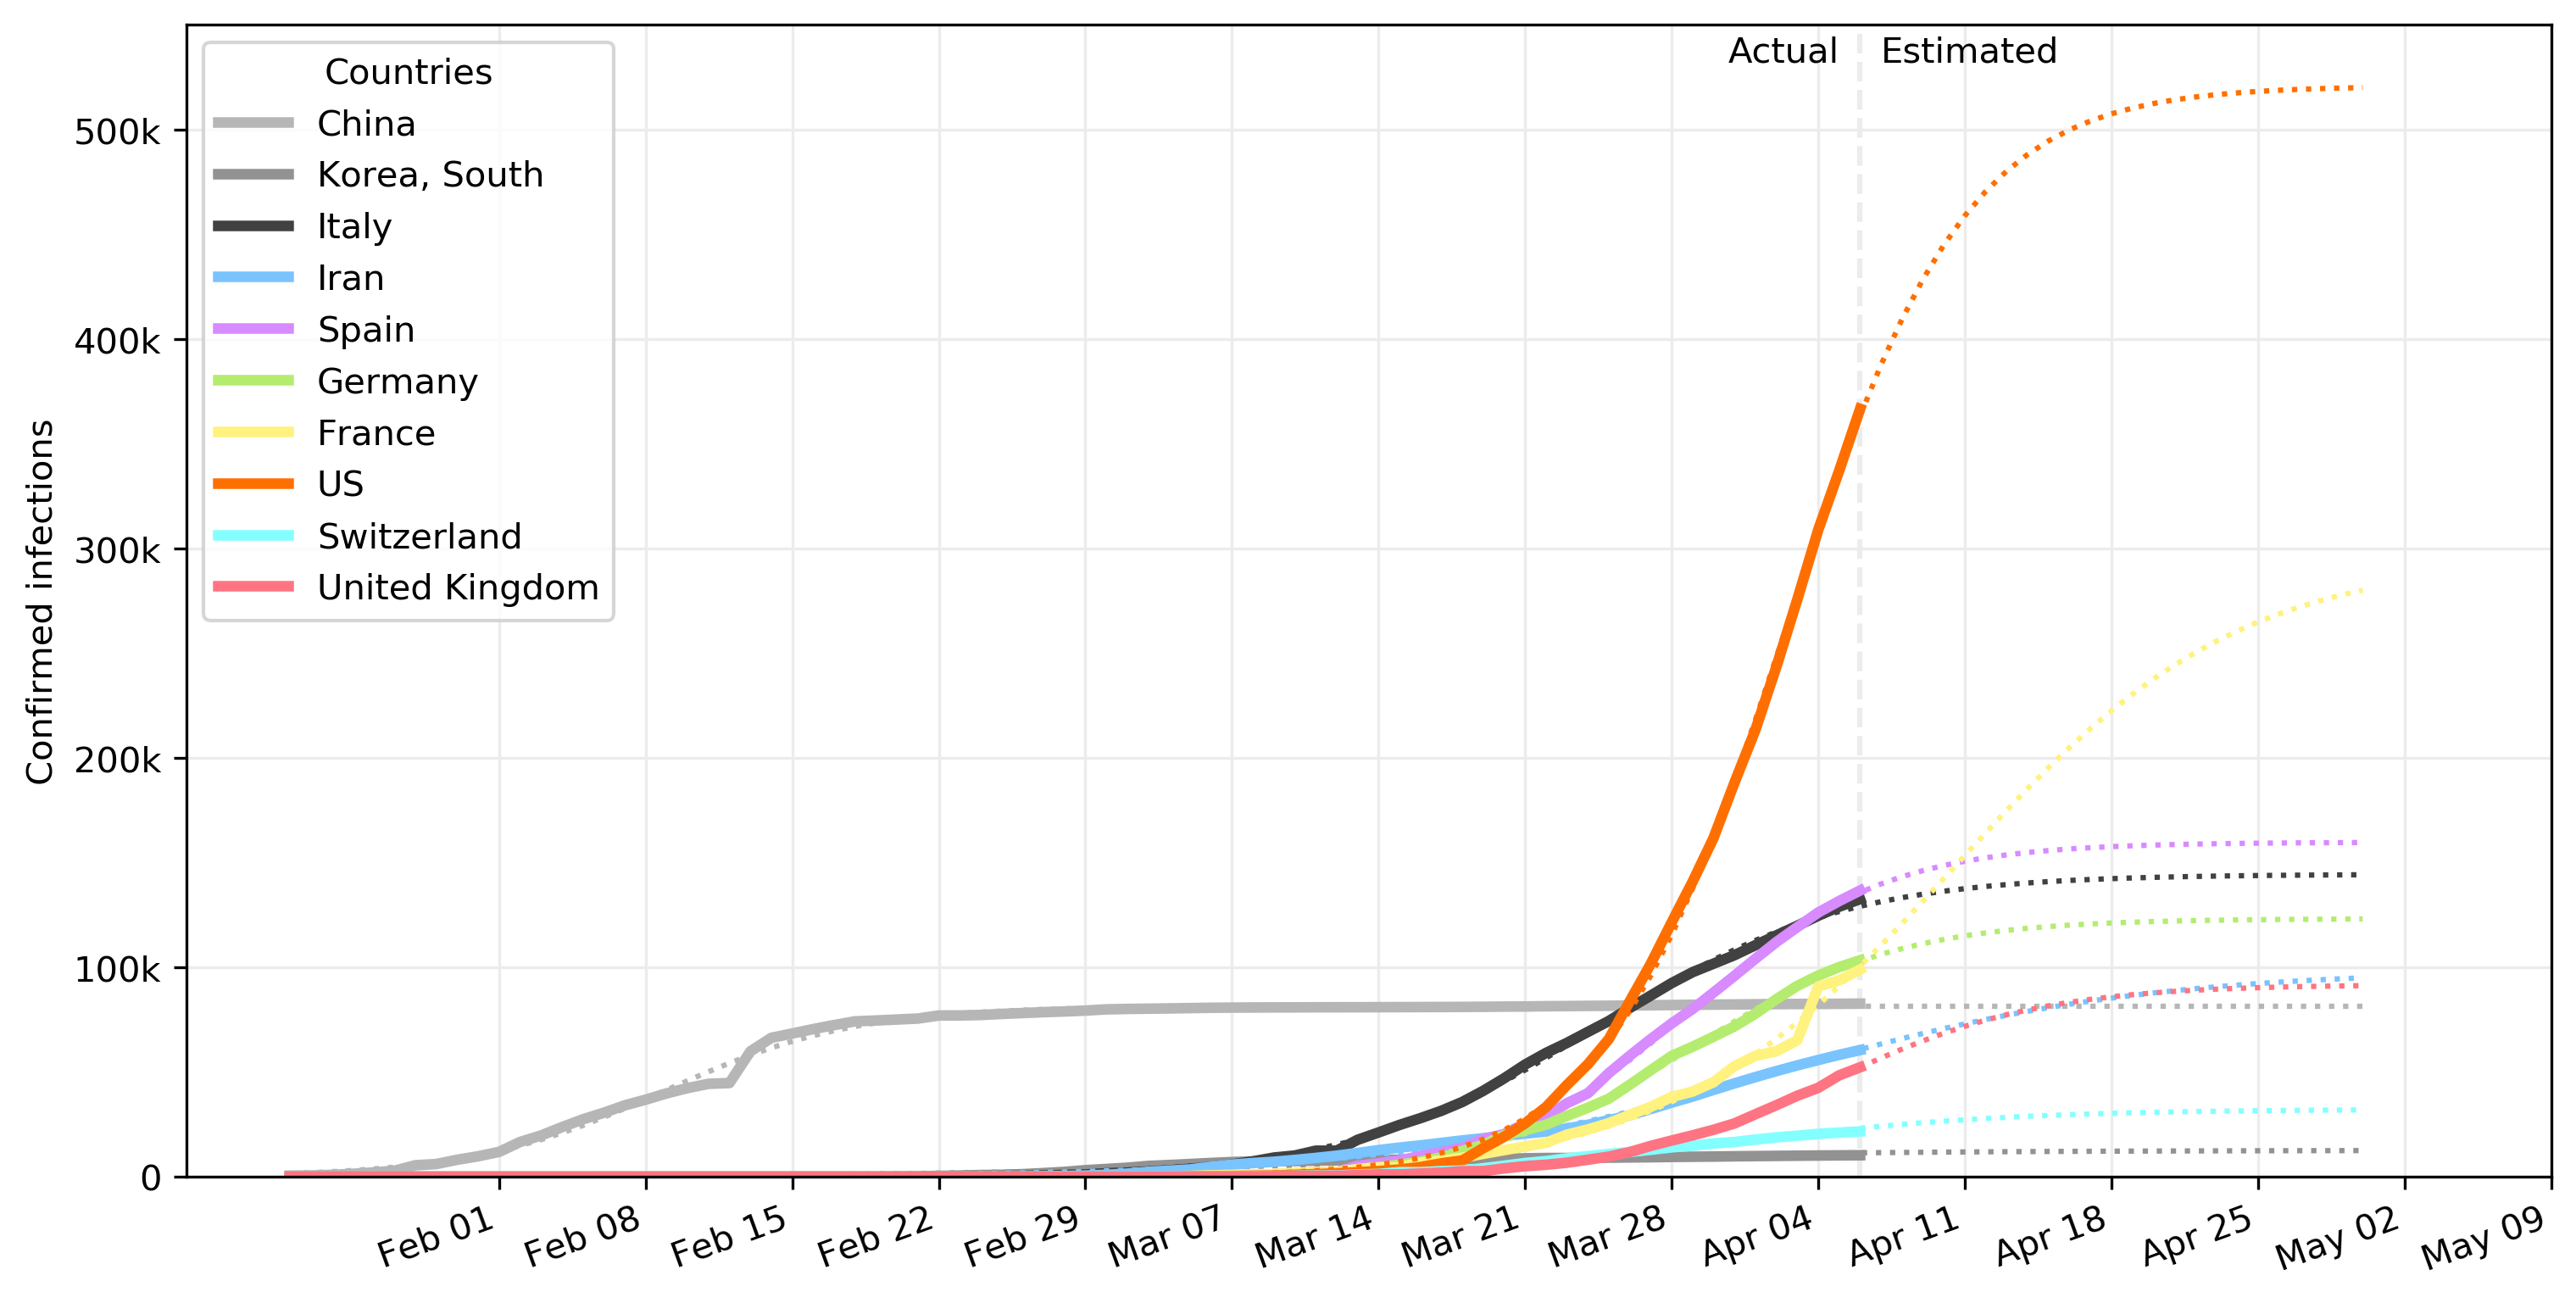 Actual Estimated
Countries
China
Korea, South
Italy
Iran
Spain
Germany
France
US
Switzerland
United Kingdom
Confirmed infections
500k
400k
300k
200k
100k
0
Feb 01 Feb 08 Feb 15 Feb 22 Feb 29 Mar 07 Mar 14 Mar 21 Mar 28 Apr 04 Apr 11 Apr 18 Apr 25 May 02 May 09